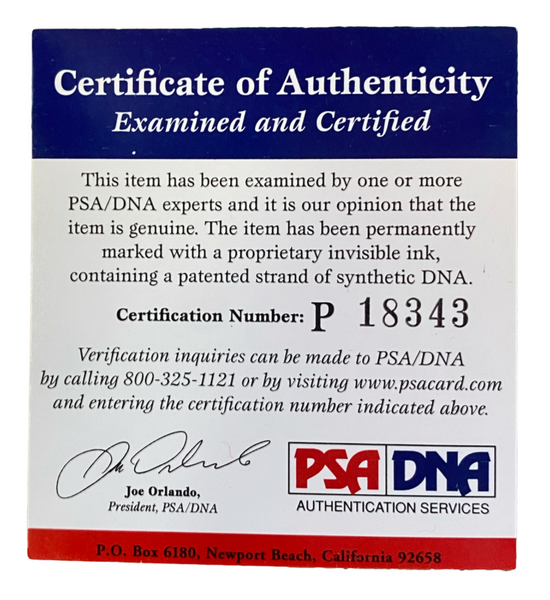 Certificate of Authenticity
Examined and Certified
This item has been examined by one or more
PSA/DNA experts and it is our opinion that the
item is genuine. The item has been permanently
marked with a proprietary invisible ink,
containing a patented strand of synthetic DNA.
Certification Number: P 18343
Verification inquiries can be made to PSA/DNA
by calling 800-325-1121 or by visiting www.psacard.com
and entering the certification number indicated above.
Joe Orlando,
President, PSA/DNA
PSA DNA
AUTHENTICATION SERVICES
P.O. Box 6180, Newport Beach, California 92658